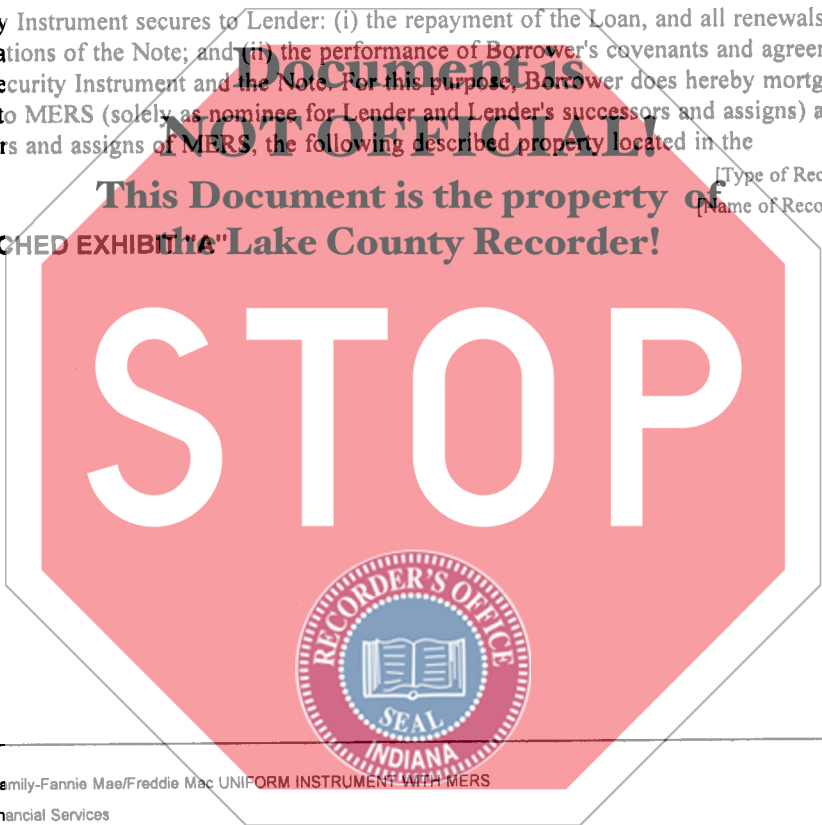 y Instrument secures to Lender: (i) the repayment of the Loan, and all renewals
ations of the Note; and (ii) the performance of Borrower's covenants and agreer
ecurity Instrument and the Note. For this purpose, Borrower does hereby mortg
to MERS (solely as nominee for Lender and Lender's successors and assigns) a
rs and assigns of MERS, the following described property located in the
[Type of Rec
[Name of Reco
CHED EXHIBIT "A"
Document is
NOT OFFICIAL!
This Document is the property of
the Lake County Recorder!
STOP
RECORDER'S OFFICE
SEAL
INDIANA
amily-Fannie Mae/Freddie Mac UNIFORM INSTRUMENT WITH MERS
nancial Services